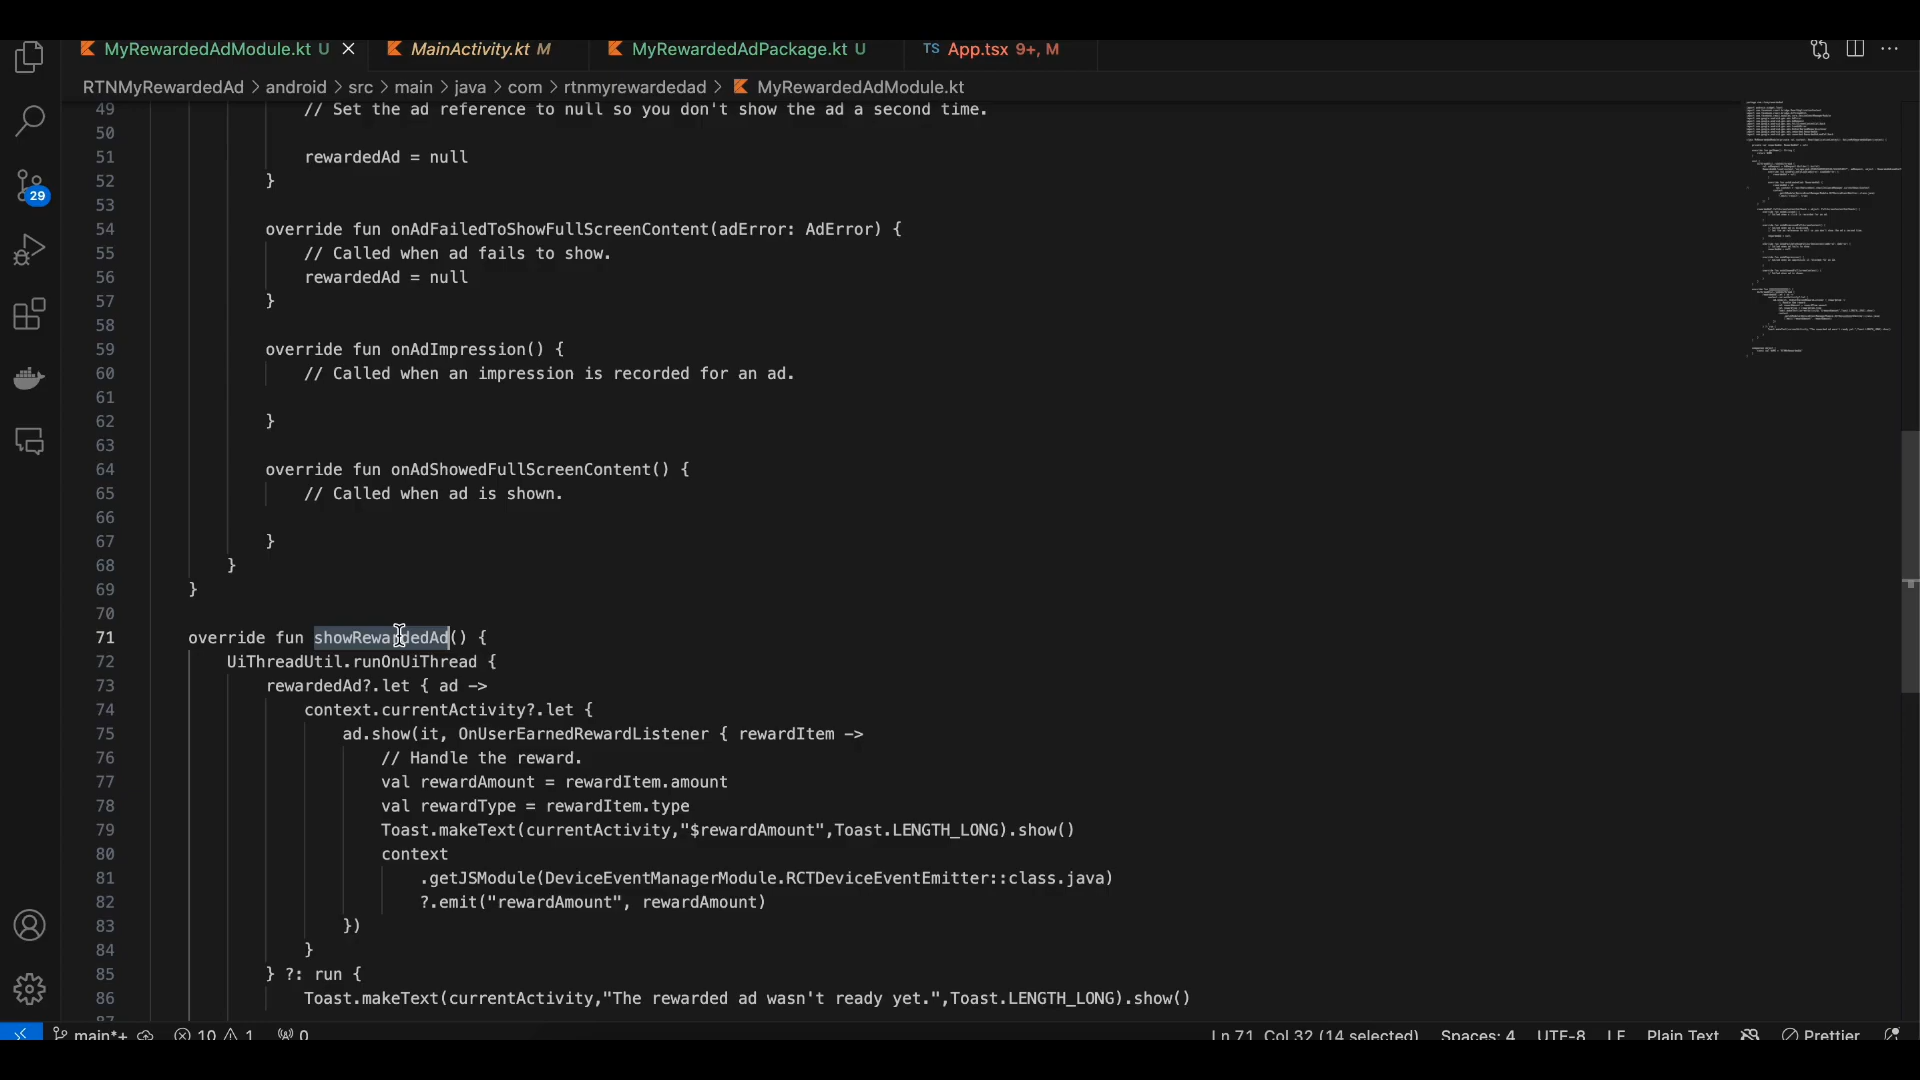 MyRewardedAdModule.kt U
MainActivity.kt M
MyRewardedAdPackage.kt U
TS App.tsx 9+, M
RTNMyRewardedAd > android > src > main > java > com > rtnmyrewardedad > MyRewardedAdModule.kt
49 // Set the ad reference to null so you don't show the ad a second time.
50
51 rewardedAd = null
52 }
53
54 override fun onAdFailedToShowFullScreenContent(adError: AdError) {
55 // Called when ad fails to show.
56 rewardedAd = null
57 }
58
59 override fun onAdImpression() {
60 // Called when an impression is recorded for an ad.
61
62 }
63
64 override fun onAdShowedFullScreenContent() {
65 // Called when ad is shown.
66
67 }
68 }
69 }
70
71 override fun showRewardedAd() {
72 UiThreadUtil.runOnUiThread {
73 rewardedAd?.let { ad ->
74 context.currentActivity?.let {
75 ad.show(it, OnUserEarnedRewardListener { rewardItem ->
76 // Handle the reward.
77 val rewardAmount = rewardItem.amount
78 val rewardType = rewardItem.type
79 Toast.makeText(currentActivity,"$rewardAmount",Toast.LENGTH_LONG).show()
80 context
81 .getJSModule(DeviceEventManagerModule.RCTDeviceEventEmitter::class.java)
82 ?.emit("rewardAmount", rewardAmount)
83 })
84 }
85 } ?: run {
86 Toast.makeText(currentActivity,"The rewarded ad wasn't ready yet.",Toast.LENGTH_LONG).show()
87
29
main*+ 10 1 0 Ln 71, Col 32 (14 selected) Spaces: 4 UTF-8 LF Plain Text Prettier